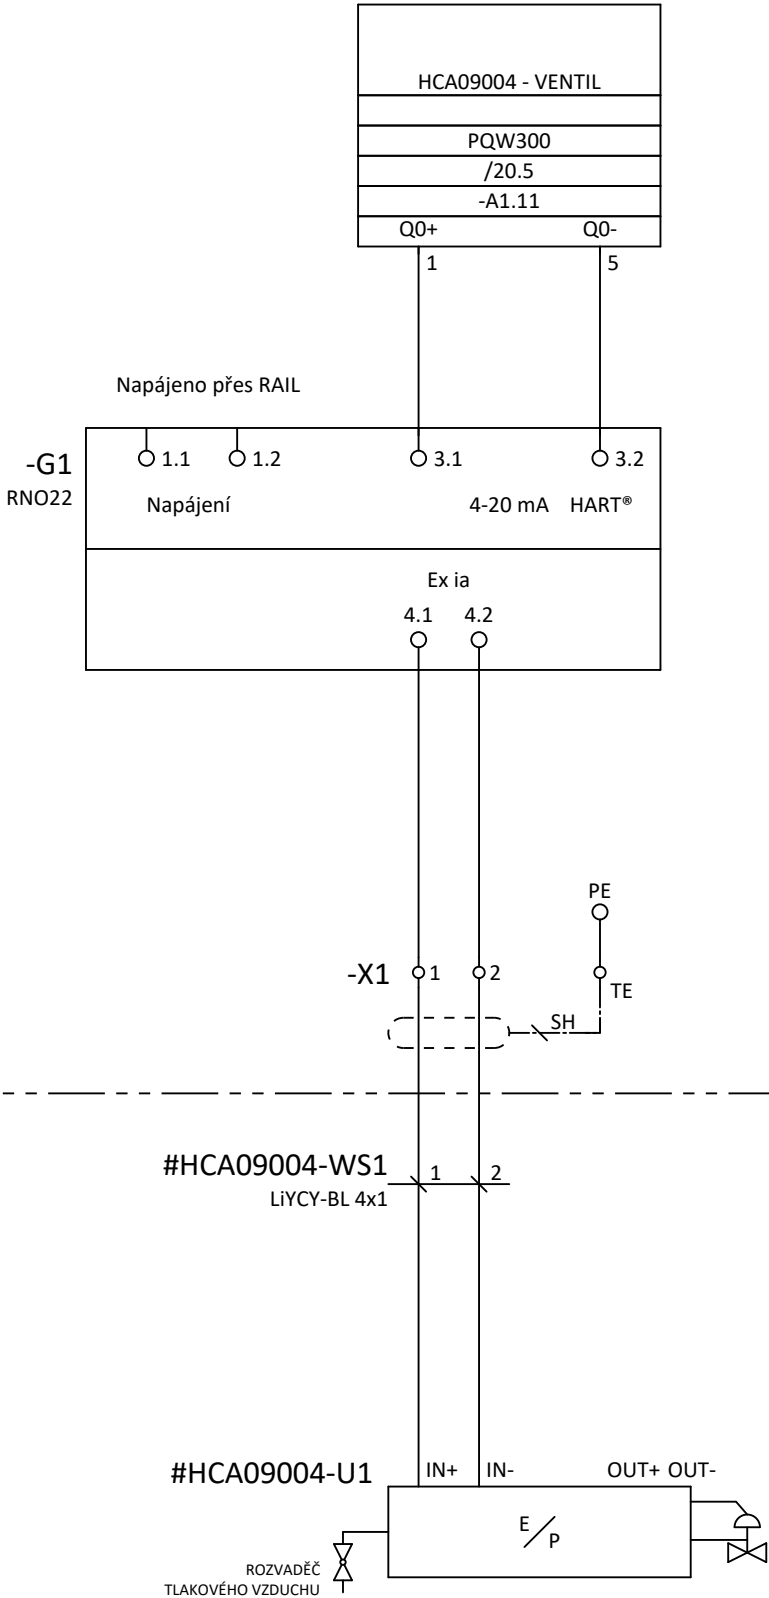 HCA09004 - VENTIL
PQW300
/20.5
-A1.11
Q0+ Q0-
1 5
Napájeno přes RAIL
-G1 1.1 1.2 3.1 3.2
RNO22 Napájení 4-20 mA HART®
Ex ia
4.1 4.2
PE
-X1 1 2 TE
SH
#HCA09004-WS1 1 2
LiYCY-BL 4x1
#HCA09004-U1 IN+ IN- OUT+ OUT-
E/P
ROZVADĚČ
TLAKOVÉHO VZDUCHU